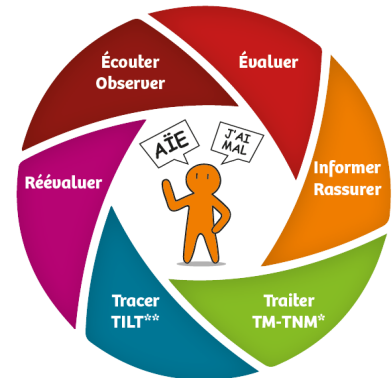 Écouter
Observer
Évaluer
Informer
Rassurer
Traiter
TM-TNM*
Tracer
TILT**
Réévaluer
AÏE
J'AI
MAL